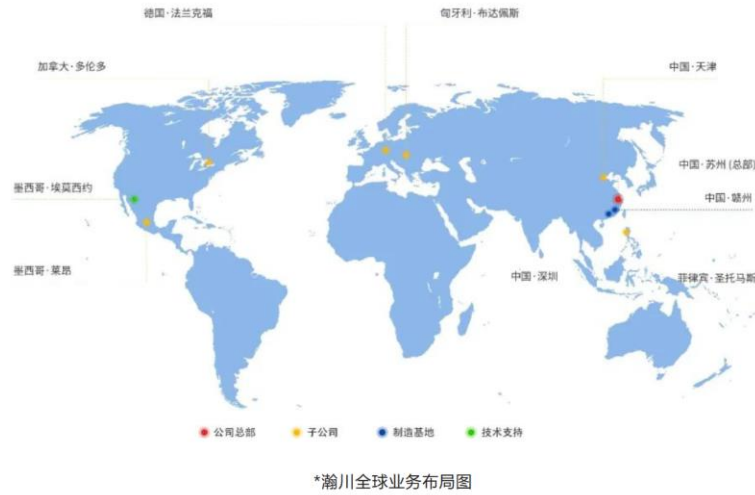 德国·法兰克福
匈牙利·布达佩斯
加拿大·多伦多
中国·天津
中国·苏州(总部)
墨西哥·埃莫西约
中国·赣州
墨西哥·莱昂
中国·深圳
菲律宾·圣托马斯
公司总部
子公司
制造基地
技术支持
*瀚川全球业务布局图